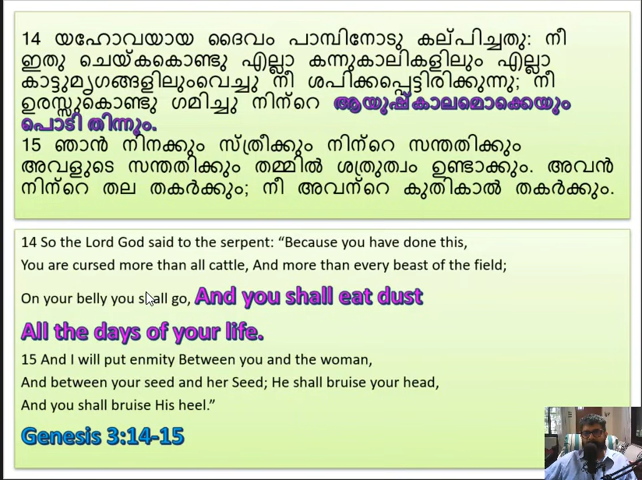 14 യഹോവയായ ദൈവം പാമ്പിനോടു കല്പിച്ചതു: നീ
ഇതു ചെയ്കകൊണ്ടു എല്ലാ കന്നുകാലികളിലും എല്ലാ
കാട്ടുമൃഗങ്ങളിലുംവെച്ചു നീ ശപിക്കപ്പെട്ടിരിക്കുന്നു; നീ
ഉരസ്സുകൊണ്ടു ഗമിച്ചു നിന്റെ ആയുഷ്കാലമൊക്കെയും
പൊടി തിന്നും.
15 ഞാൻ നിനക്കും സ്ത്രീക്കും നിന്റെ സന്തതിക്കും
അവളുടെ സന്തതിക്കും തമ്മിൽ ശത്രുത്വം ഉണ്ടാക്കും. അവൻ
നിന്റെ തല തകർക്കും; നീ അവന്റെ കുതികാൽ തകർക്കും.
14 So the Lord God said to the serpent: “Because you have done this,
You are cursed more than all cattle, And more than every beast of the field;
On your belly you shall go, And you shall eat dust
All the days of your life.
15 And I will put enmity Between you and the woman,
And between your seed and her Seed; He shall bruise your head,
And you shall bruise His heel.”
Genesis 3:14-15